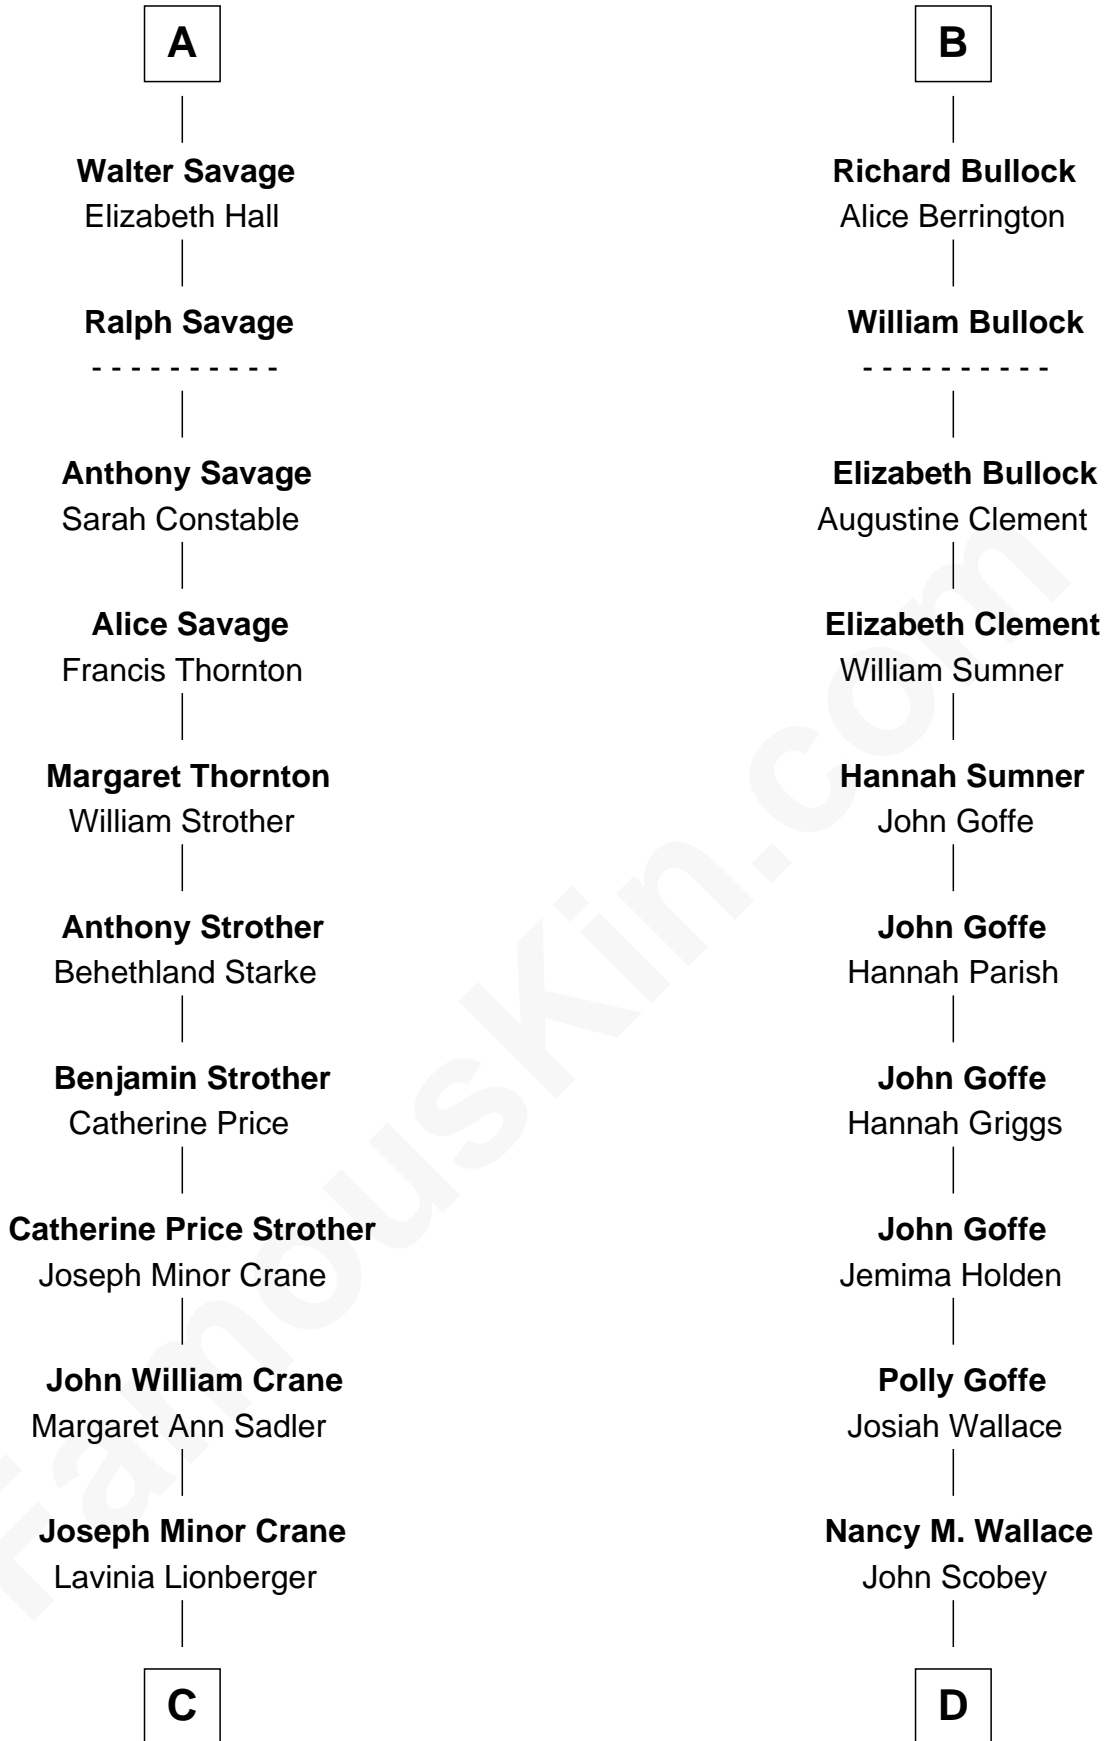 A
Walter Savage
Elizabeth Hall
Ralph Savage
- - - - - - - - - -
Anthony Savage
Sarah Constable
Alice Savage
Francis Thornton
Margaret Thornton
William Strother
Anthony Strother
Behethland Starke
Benjamin Strother
Catherine Price
Catherine Price Strother
Joseph Minor Crane
John William Crane
Margaret Ann Sadler
Joseph Minor Crane
Lavinia Lionberger
C
B
Richard Bullock
Alice Berrington
William Bullock
- - - - - - - - - -
Elizabeth Bullock
Augustine Clement
Elizabeth Clement
William Sumner
Hannah Sumner
John Goffe
John Goffe
Hannah Parish
John Goffe
Hannah Griggs
John Goffe
Jemima Holden
Polly Goffe
Josiah Wallace
Nancy M. Wallace
John Scobey
D
FamousKin.com